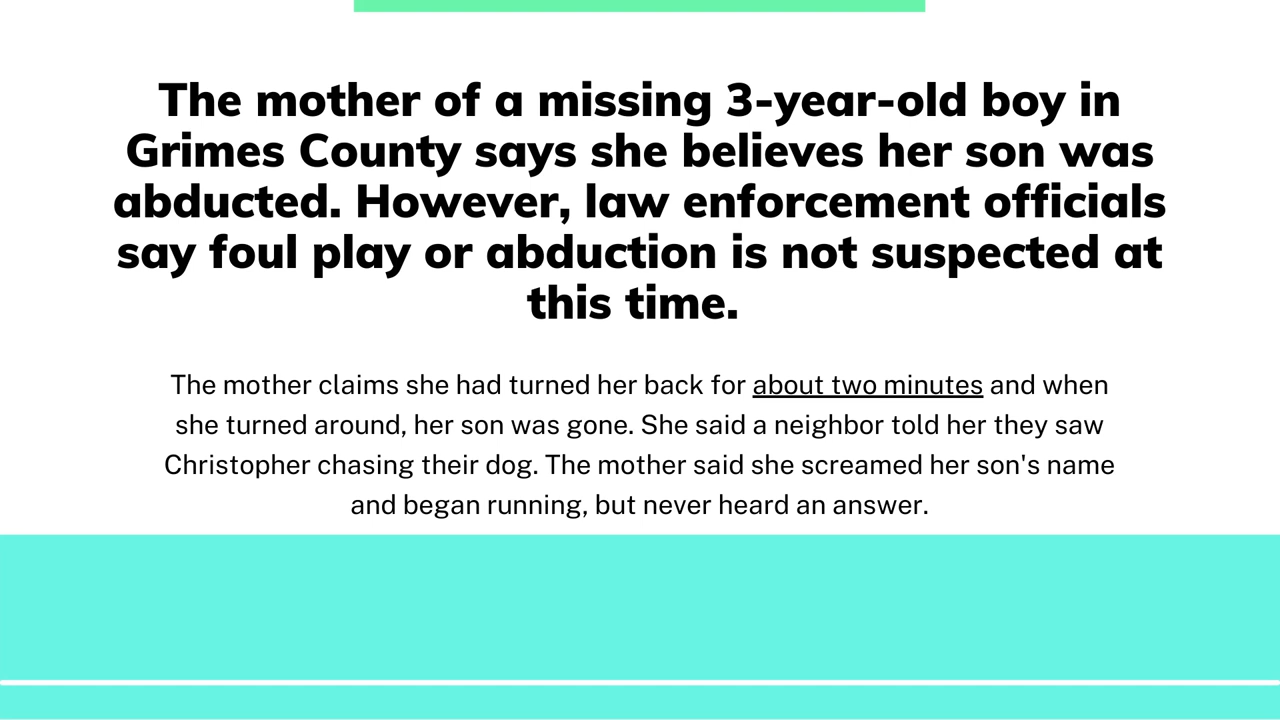 The mother of a missing 3-year-old boy in
Grimes County says she believes her son was
abducted. However, law enforcement officials
say foul play or abduction is not suspected at
this time.
The mother claims she had turned her back for about two minutes and when
she turned around, her son was gone. She said a neighbor told her they saw
Christopher chasing their dog. The mother said she screamed her son's name
and began running, but never heard an answer.